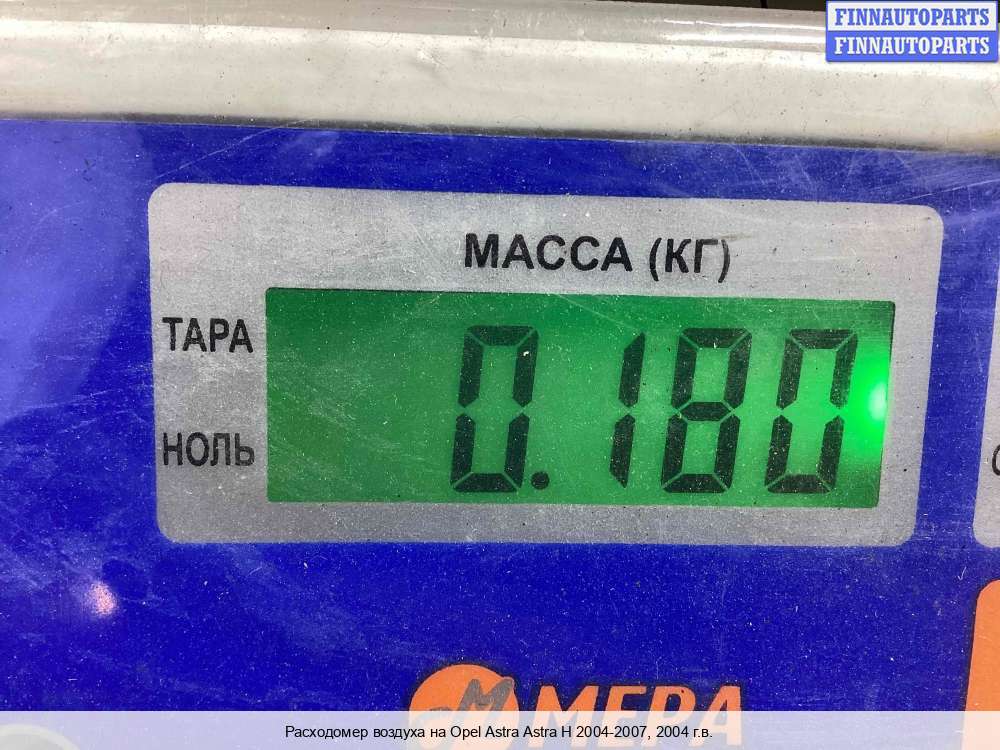 FINNAUTOPARTS
FINNAUTOPARTS
МАССА (КГ)
ТАРА
0.180
НОЛЬ
МЕРА
Расходомер воздуха на Opel Astra Astra H 2004-2007, 2004 г.в.